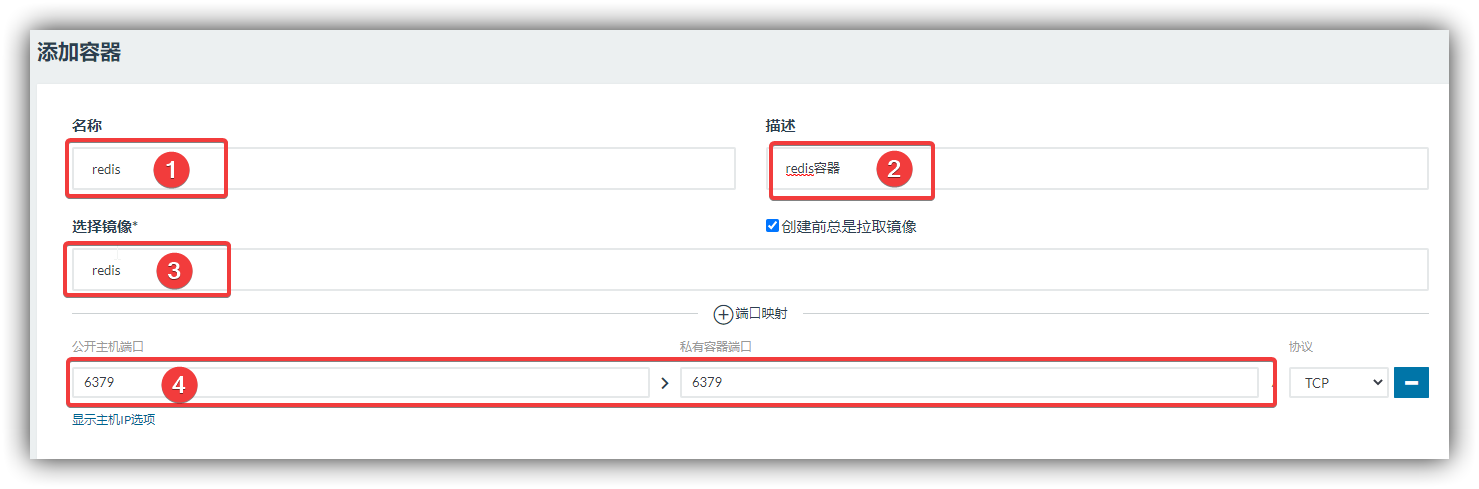 添加容器
名称 描述
redis 1 redis容器 2
选择镜像* 创建前总是拉取镜像
redis 3
端口映射
公开主机端口 私有容器端口 协议
6379 4 6379 TCP
显示主机IP选项